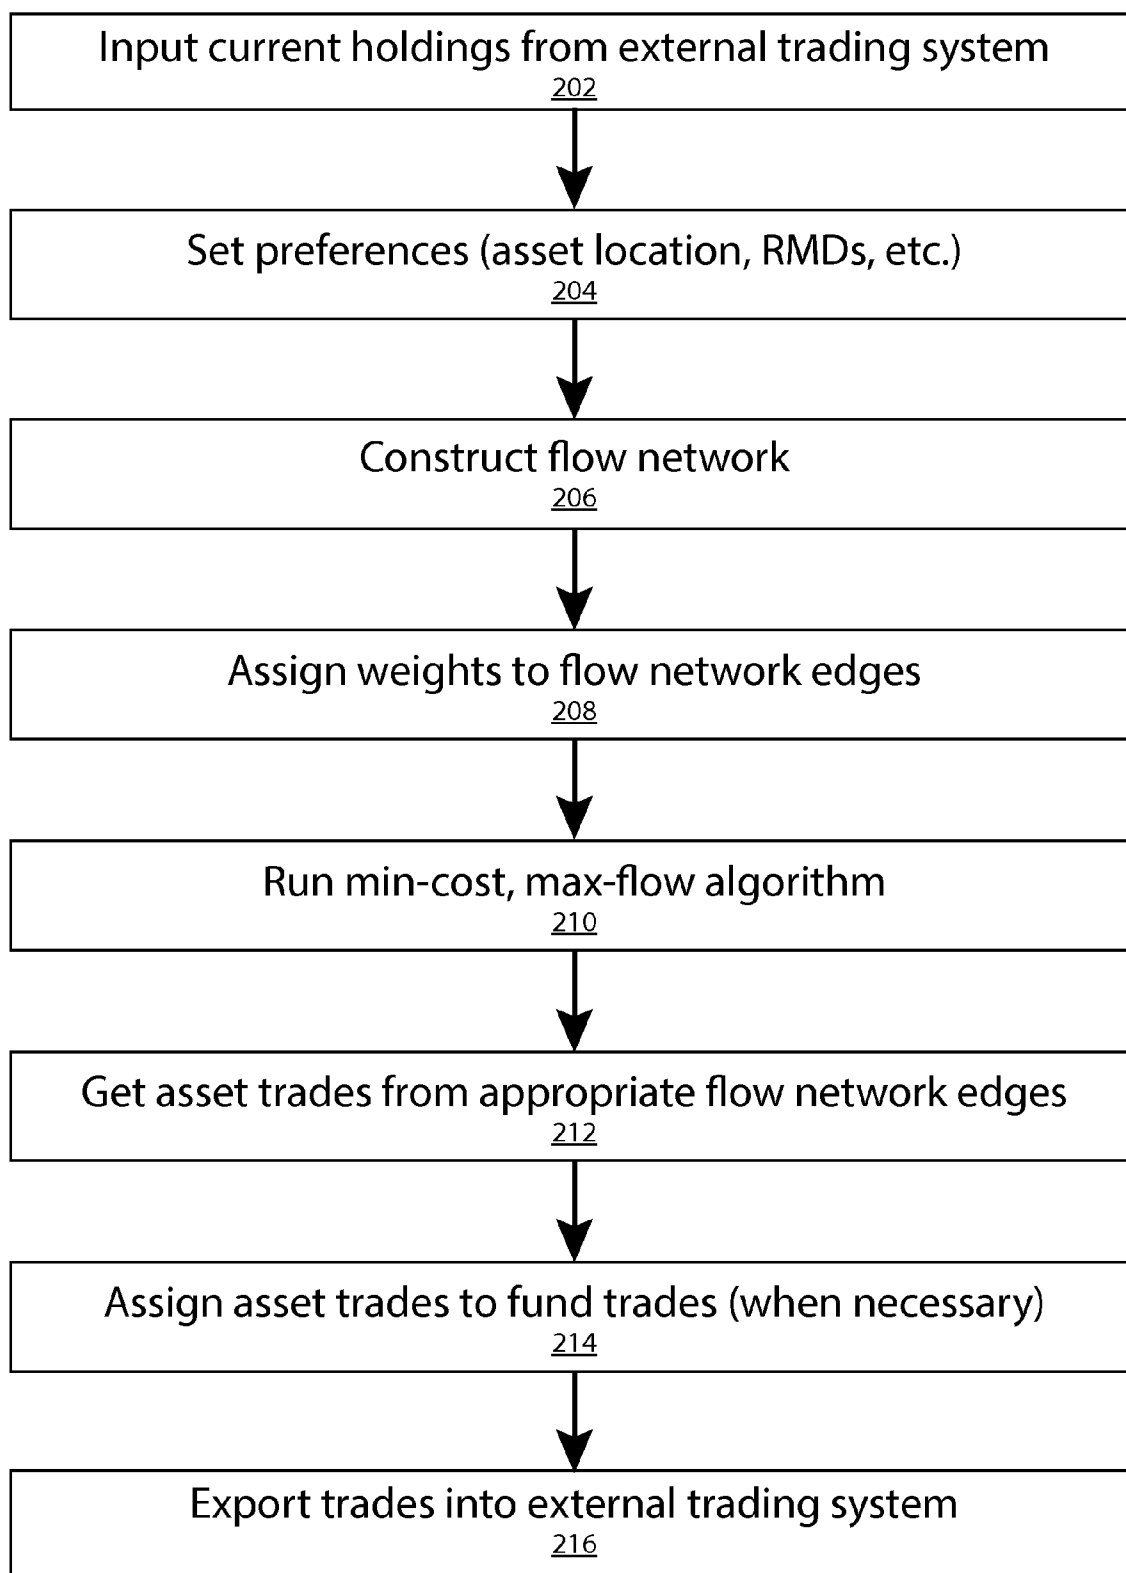 Input current holdings from external trading system
202
Set preferences (asset location, RMDs, etc.)
204
Construct flow network
206
Assign weights to flow network edges
208
Run min-cost, max-flow algorithm
210
Get asset trades from appropriate flow network edges
212
Assign asset trades to fund trades (when necessary)
214
Export trades into external trading system
216